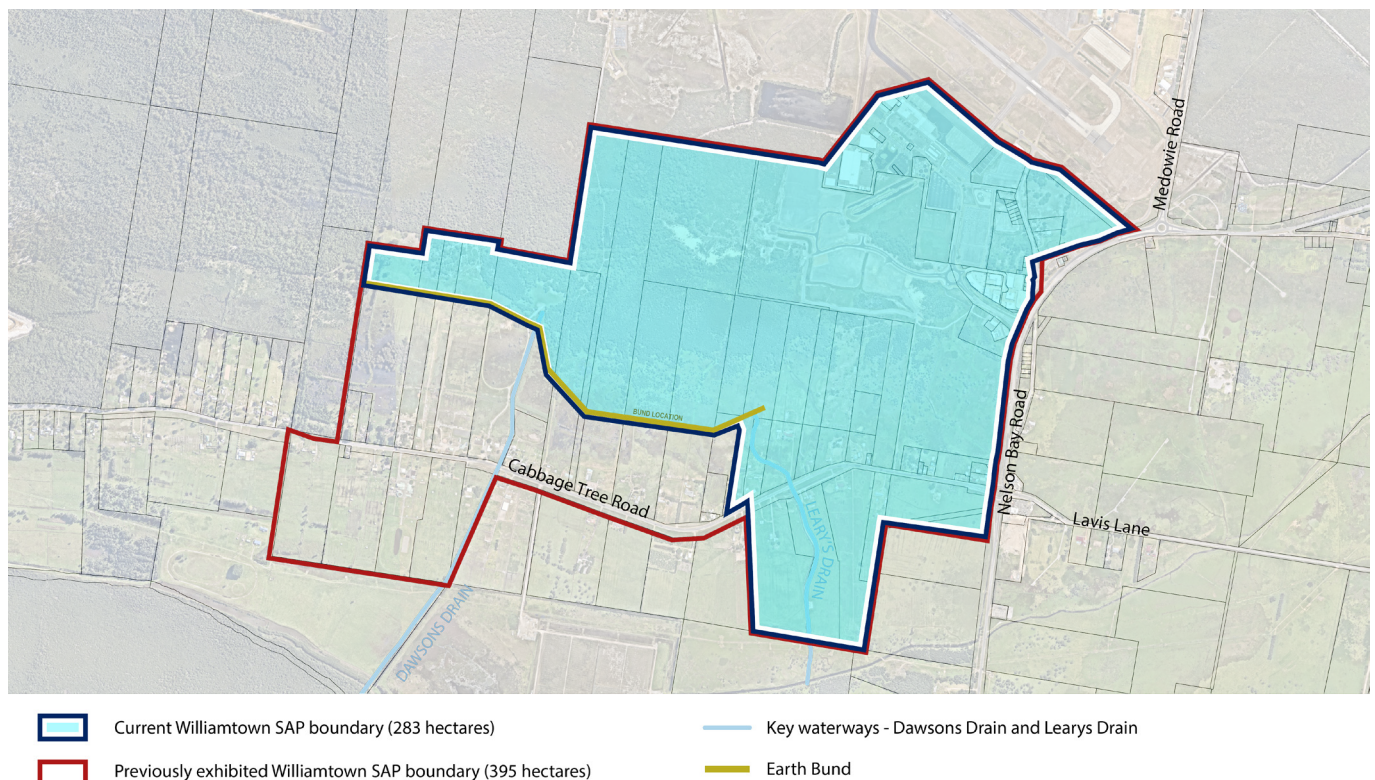 Medowie Road
BUND LOCATION
Nelson Bay Road
Cabbage Tree Road
Lavis Lane
LEARY'S DRAIN
DAWSONS DRAIN
Current Williamtown SAP boundary (283 hectares)
Key waterways - Dawsons Drain and Learys Drain
Previously exhibited Williamtown SAP boundary (395 hectares)
Earth Bund